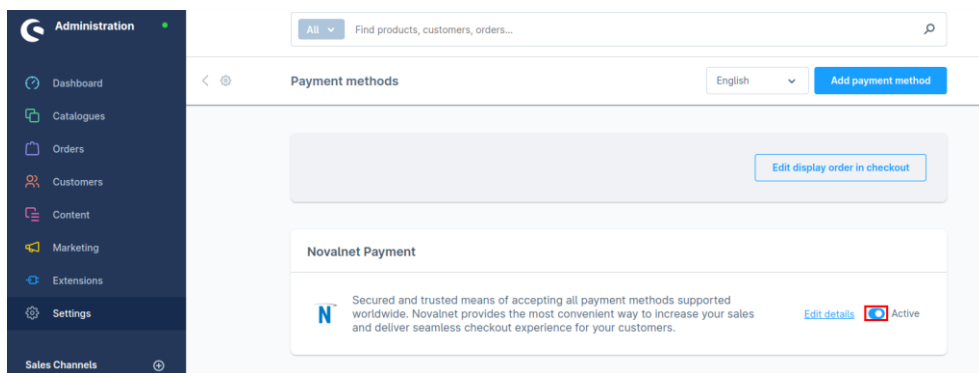 Administration
All
Find products, customers, orders...
Dashboard
Catalogues
Orders
Customers
Content
Marketing
Extensions
Settings
Sales Channels
Payment methods
English
Add payment method
Edit display order in checkout
Novalnet Payment
N
Secured and trusted means of accepting all payment methods supported
worldwide. Novalnet provides the most convenient way to increase your sales
and deliver seamless checkout experience for your customers.
Edit details
Active